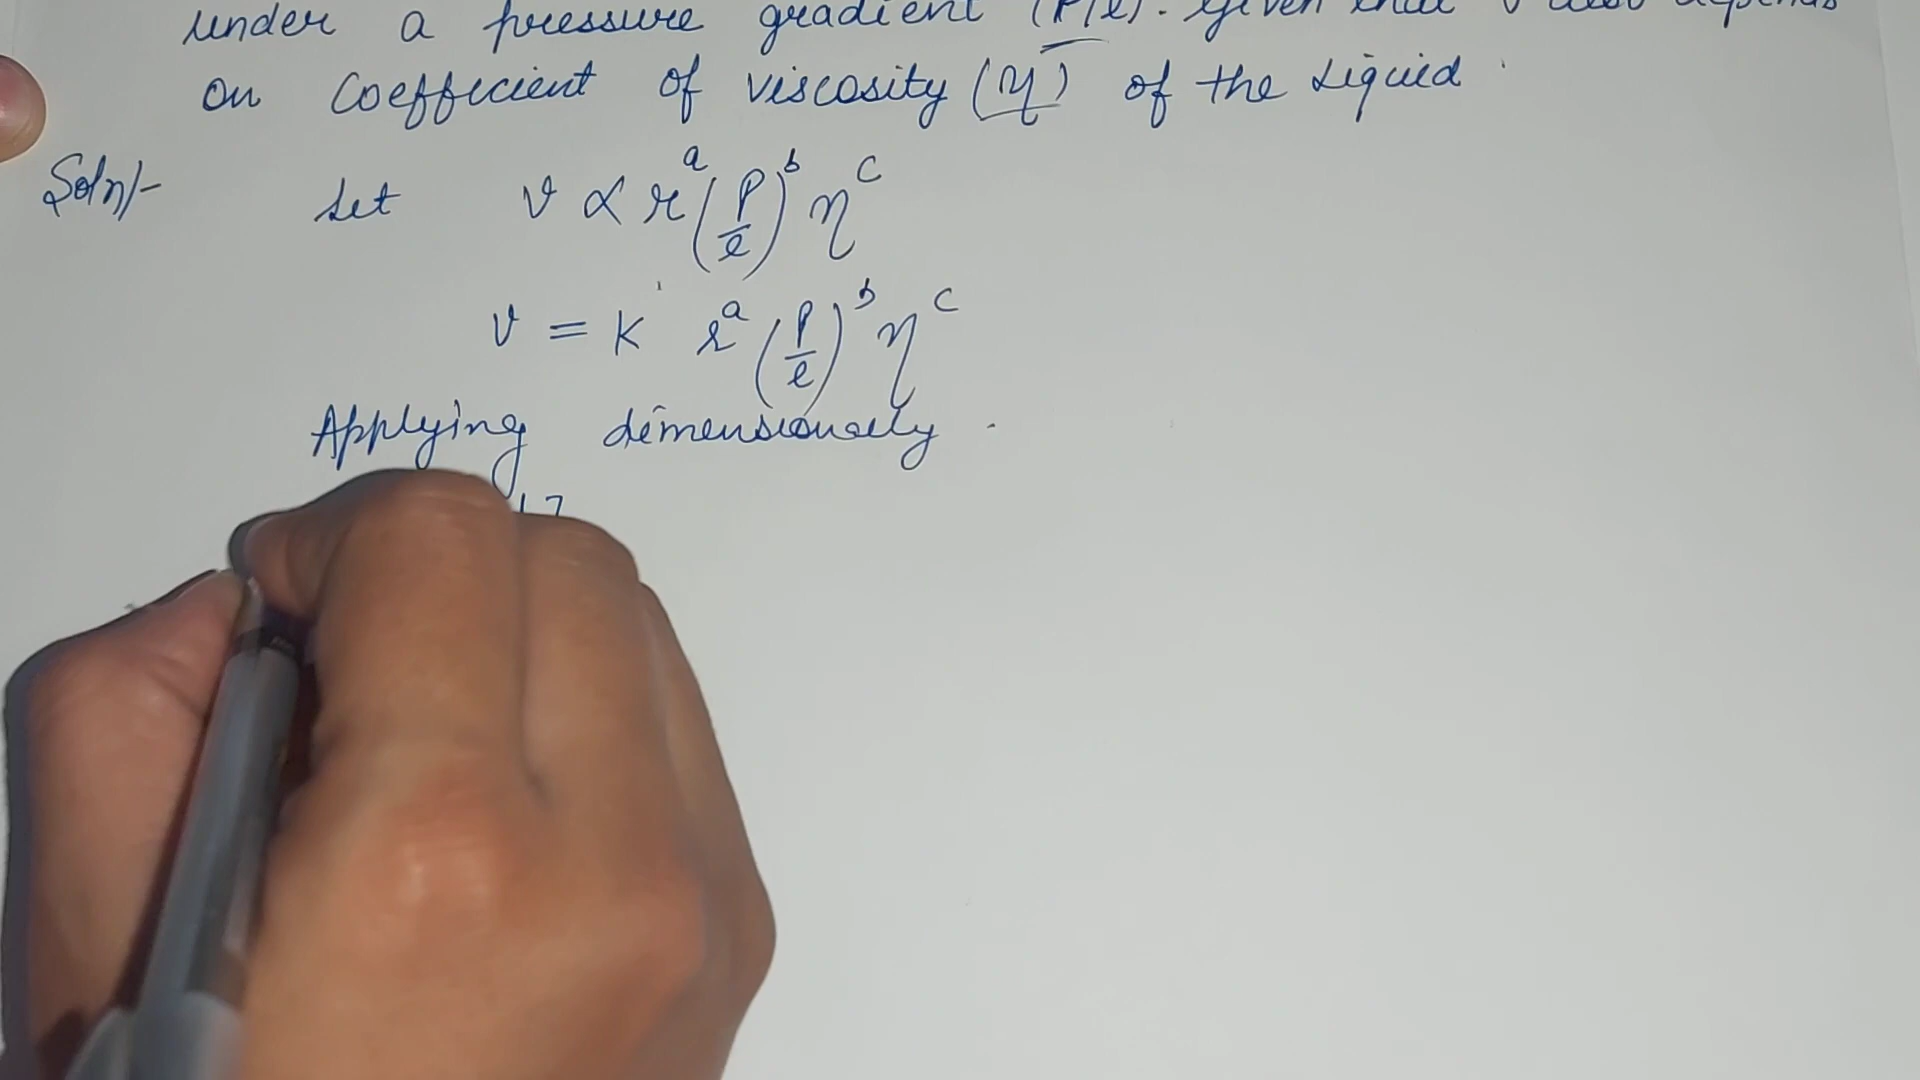 under a pressure gradient (P/l). Given that v also depends
on coefficient of viscosity (η) of the liquid.
Soln/- Let v ∝ r^a (P/l)^b η^c
v = K r^a (P/l)^b η^c
Applying dimensionally.